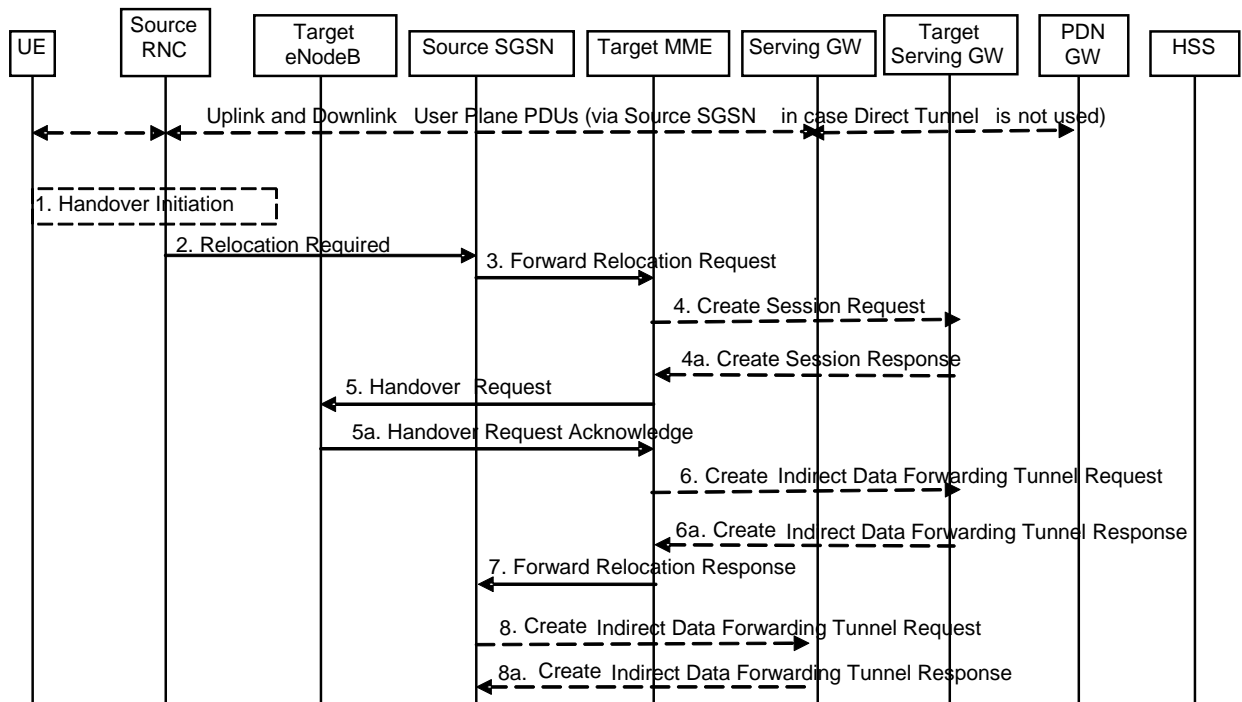 UE
Source
RNC
Target
eNodeB
Source SGSN
Target MME
Serving GW
Target
Serving GW
PDN
GW
HSS
Uplink and Downlink User Plane PDUs (via Source SGSN in case Direct Tunnel is not used)
1. Handover Initiation
2. Relocation Required
3. Forward Relocation Request
4. Create Session Request
4a. Create Session Response
5. Handover Request
5a. Handover Request Acknowledge
6. Create Indirect Data Forwarding Tunnel Request
6a. Create Indirect Data Forwarding Tunnel Response
7. Forward Relocation Response
8. Create Indirect Data Forwarding Tunnel Request
8a. Create Indirect Data Forwarding Tunnel Response